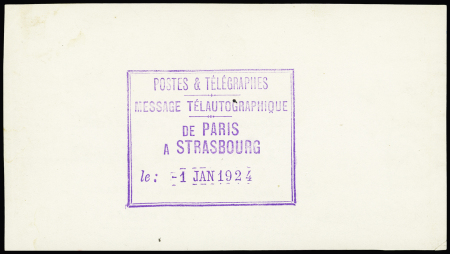 POSTES & TÉLÉGRAPHES
MESSAGE TÉLAUTOGRAPHIQUE
DE PARIS
A STRASBOURG
le: -1 JAN 1924